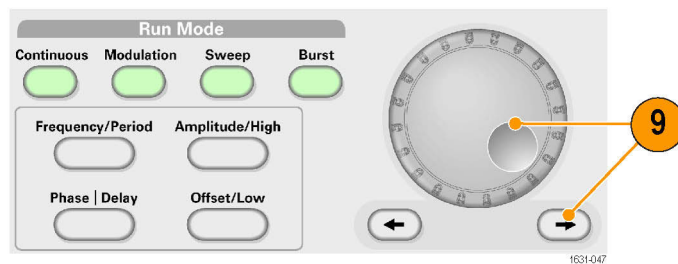 Run Mode
Continuous Modulation Sweep Burst
Frequency/Period Amplitude/High
Phase | Delay Offset/Low
9
1631-047